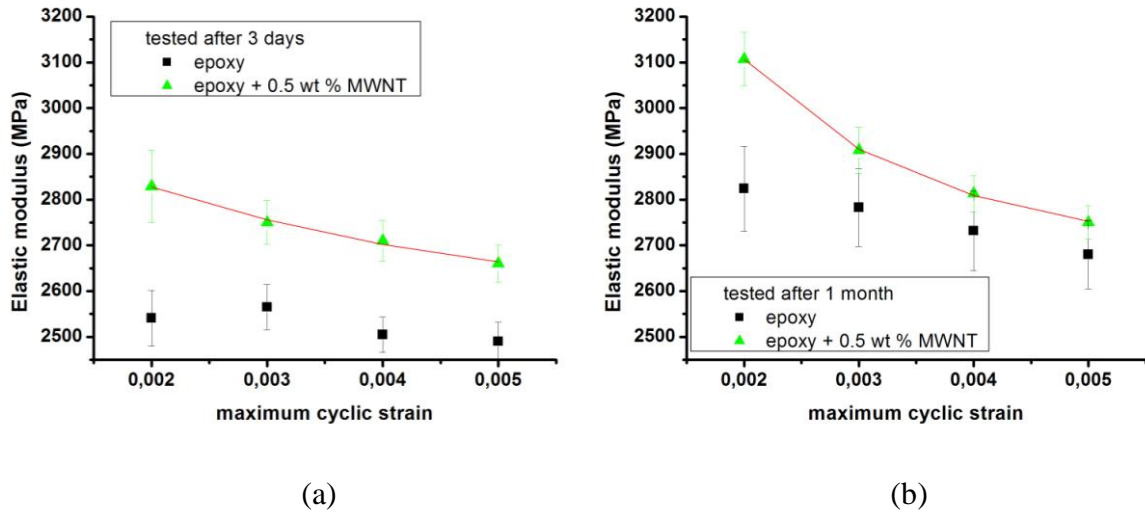 3200
3100
3000
2900
2800
2700
2600
2500
Elastic modulus (MPa)
tested after 3 days
epoxy
epoxy + 0.5 wt % MWNT
0,002
0,003
0,004
0,005
maximum cyclic strain
(a)
3200
3100
3000
2900
2800
2700
2600
2500
Elastic modulus (MPa)
tested after 1 month
epoxy
epoxy + 0.5 wt % MWNT
0,002
0,003
0,004
0,005
maximum cyclic strain
(b)